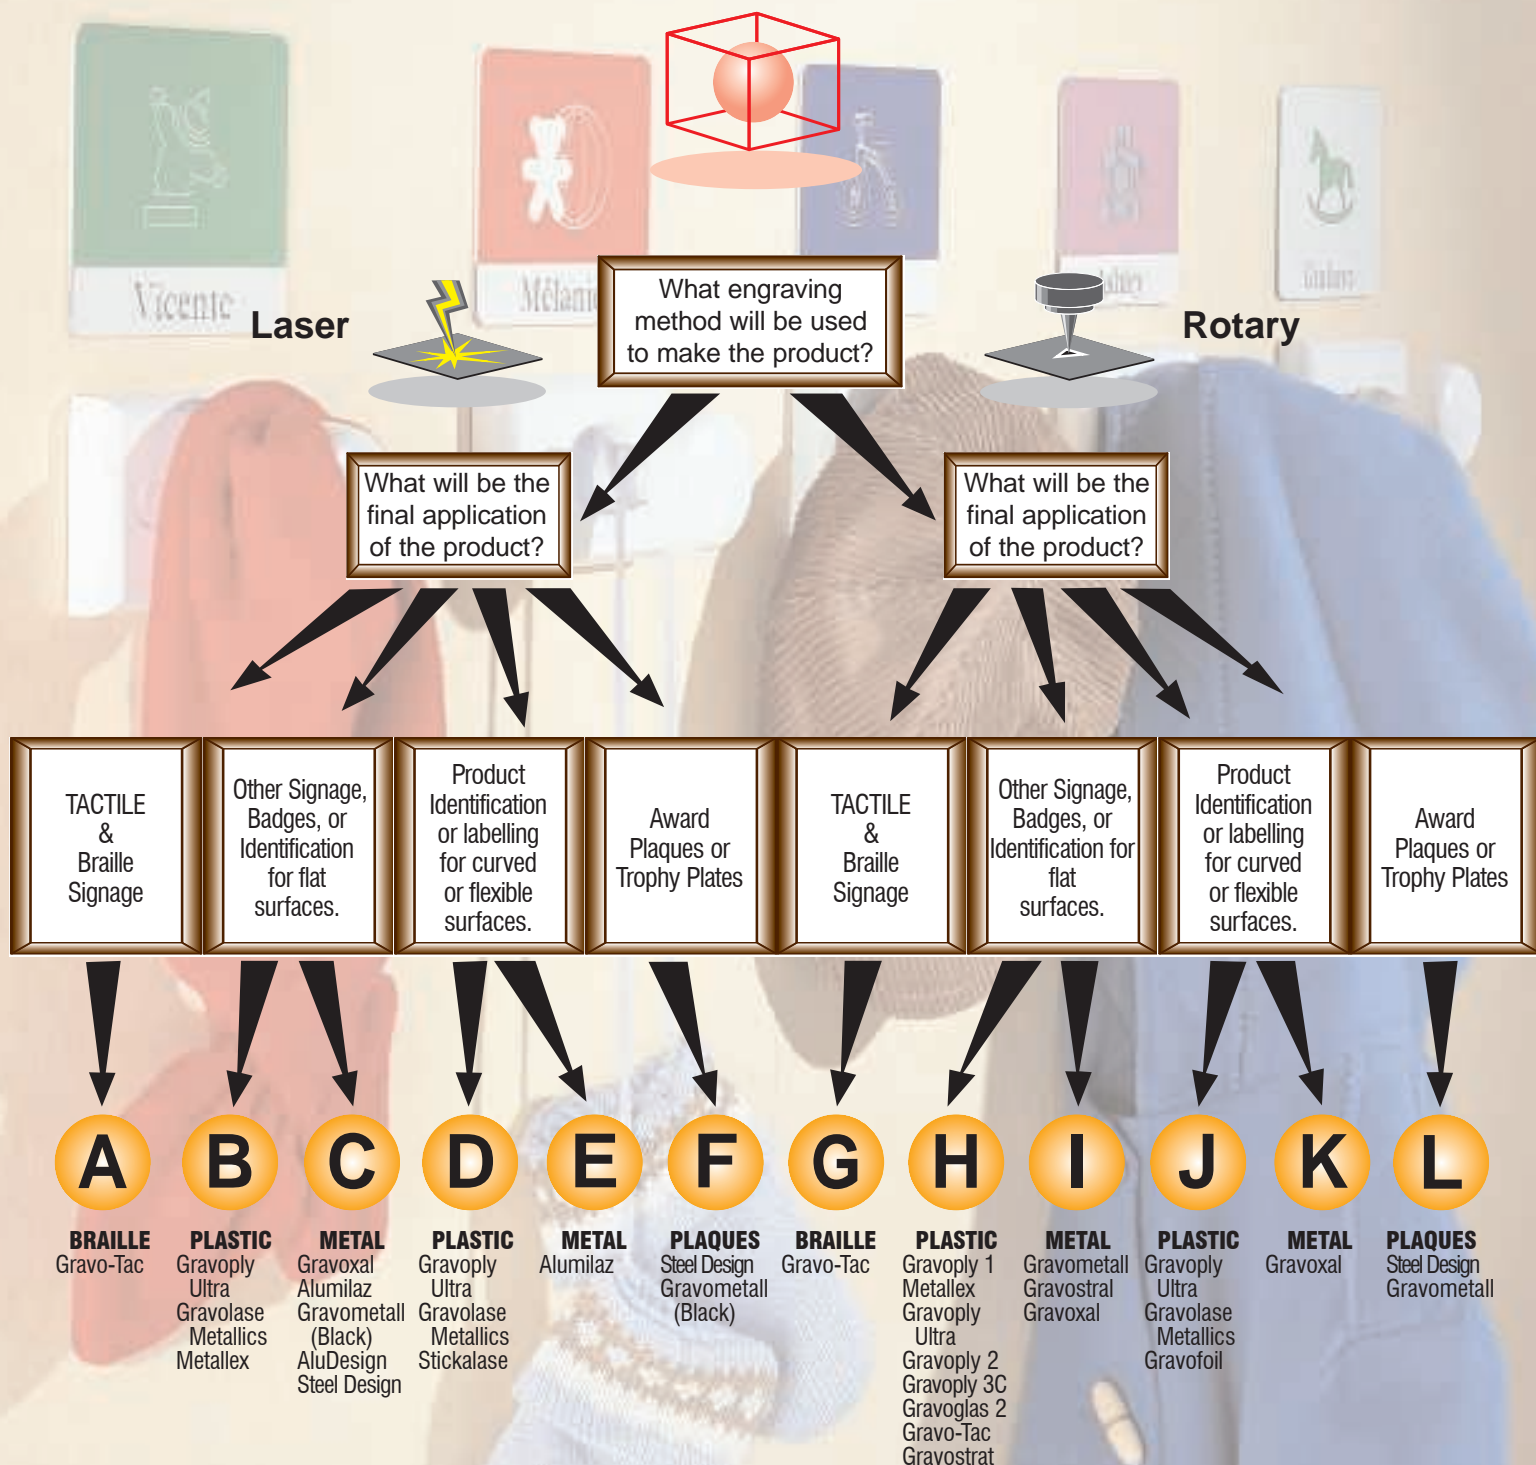 Vicente
Mélanie
What engraving
method will be used
to make the product?
Laser
Rotary
What will be the
final application
of the product?
What will be the
final application
of the product?
TACTILE
&
Braille
Signage
Other Signage,
Badges, or
Identification
for flat
surfaces.
Product
Identification
or labelling
for curved
or flexible
surfaces.
Award
Plaques or
Trophy Plates
TACTILE
&
Braille
Signage
Other Signage,
Badges, or
Identification for
flat
surfaces.
Product
Identification
or labelling
for curved
or flexible
surfaces.
Award
Plaques or
Trophy Plates
A
BRAILLE
Gravo-Tac
B
PLASTIC
Gravoply
Ultra
Gravolase
Metallics
Metallex
C
METAL
Gravoxal
Alumilaz
Gravometall
(Black)
AluDesign
Steel Design
D
PLASTIC
Gravoply
Ultra
Gravolase
Metallics
Stickalase
E
METAL
Alumilaz
F
PLAQUES
Steel Design
Gravometall
(Black)
G
BRAILLE
Gravo-Tac
H
PLASTIC
Gravoply 1
Metallex
Gravoply
Ultra
Gravoply 2
Gravoply 3C
Gravoglas 2
Gravo-Tac
Gravostrat
I
METAL
Gravometall
Gravostral
Gravoxal
J
PLASTIC
Gravoply
Ultra
Gravolase
Metallics
Gravofoil
K
METAL
Gravoxal
L
PLAQUES
Steel Design
Gravometall